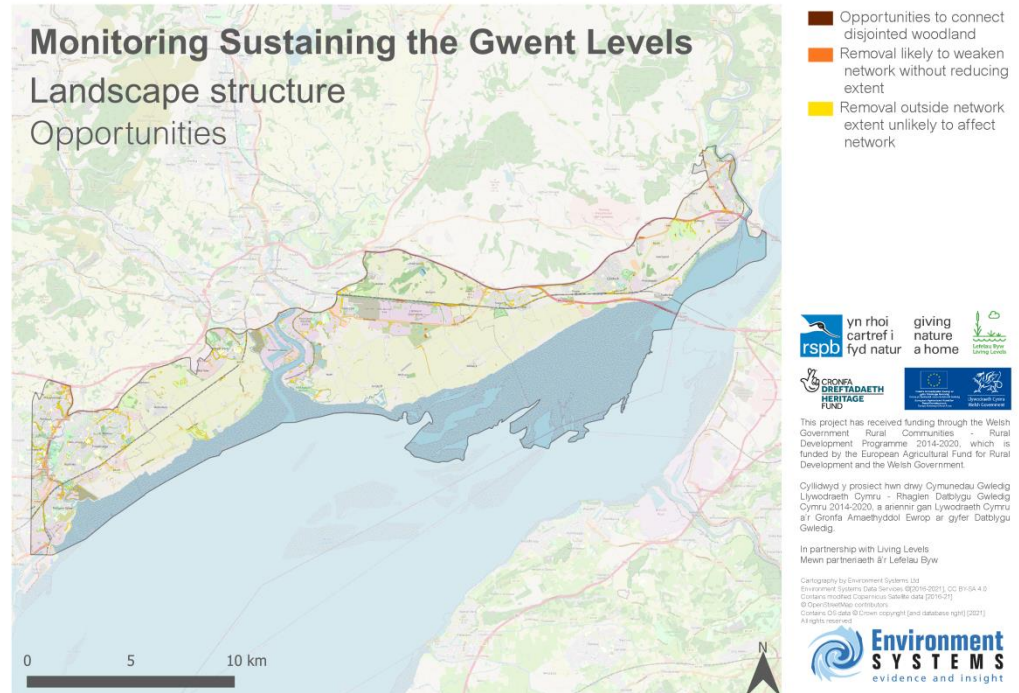 Monitoring Sustaining the Gwent Levels
Landscape structure
Opportunities
0 5 10 km
N
Opportunities to connect
disjointed woodland
Removal likely to weaken
network without reducing
extent
Removal outside network
extent unlikely to affect
network
rspb
yn rhoi
cartref i
fyd natur
giving
nature
a home
Lefelau Byw
Living Levels
CRONFA
DREFTADAETH
HERITAGE
FUND
Llywodraeth Cymru
Welsh Government
This project has received funding through the Welsh
Government Rural Communities - Rural
Development Programme 2014-2020, which is
funded by the European Agricultural Fund for Rural
Development and the Welsh Government.
Cyllidwyd y prosiect hwn drwy Cymunedau Gwledig
Llywodraeth Cymru - Rhaglen Datblygu Gwledig
Cymru 2014-2020, a ariennir gan Lywodraeth Cymru
a'r Gronfa Amaethyddol Ewrop ar gyfer Datblygu
Gwledig.
In partnership with Living Levels
Mewn partneriaeth â'r Lefelau Byw
Cartography by Environment Systems Ltd
Environment Systems Data Services ©[2016-2021], CC BY-SA 4.0
Contains modified Copernicus Satellite data [2016-21]
© OpenStreetMap contributors
Contains OS data © Crown copyright [and database right] [2021]
All rights reserved
Environment
SYSTEMS
evidence and insight